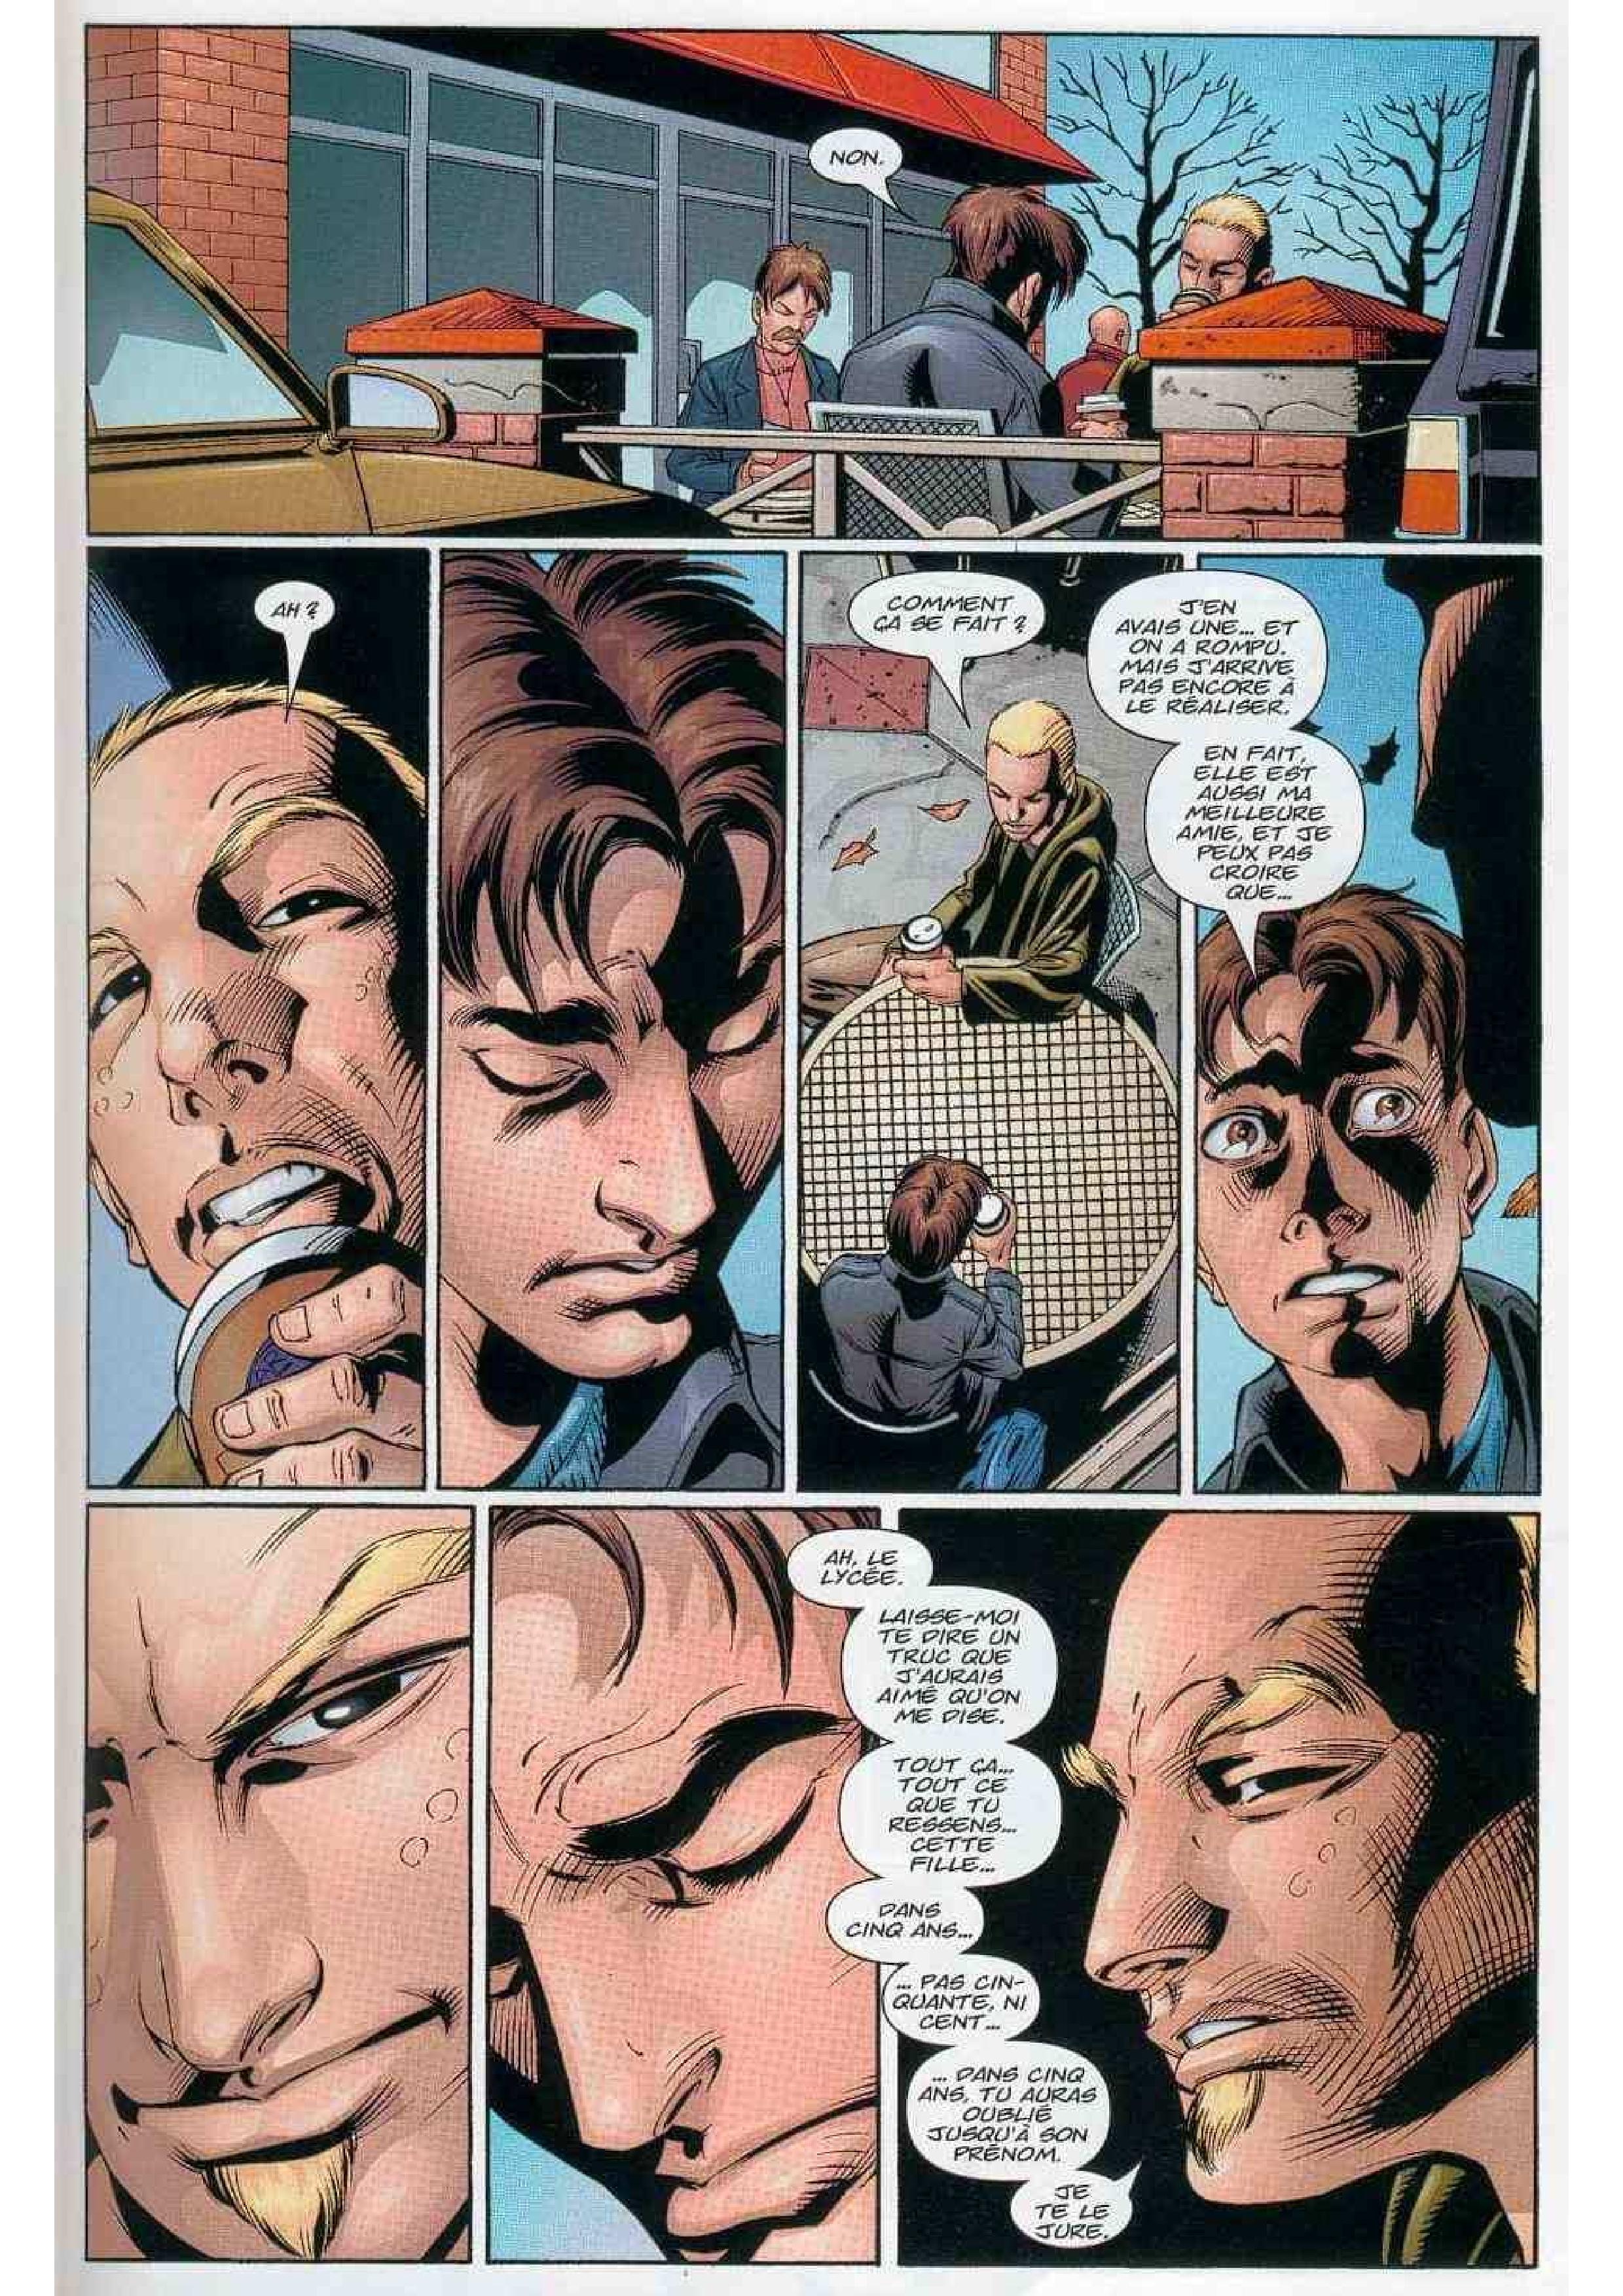 NON.
AH ?
COMMENT
ÇA SE FAIT ?
J'EN
AVAIS UNE... ET
ON A ROMPU.
MAIS J'ARRIVE
PAS ENCORE À
LE RÉALISER.
EN FAIT,
ELLE EST
AUSSI MA
MEILLEURE
AMIE, ET JE
PEUX PAS
CROIRE
QUE...
AH, LE
LYCÉE.
LAISSE-MOI
TE DIRE UN
TRUC QUE
J'AURAIS
AIMÉ QU'ON
ME DISE.
TOUT ÇA...
TOUT CE
QUE TU
RESSENS...
CETTE
FILLE...
DANS
CINQ ANS...
... PAS CIN-
QUANTE, NI
CENT...
... DANS CINQ
ANS, TU AURAS
OUBLIÉ
JUSQU'À SON
PRÉNOM.
JE
TE LE
JURE.